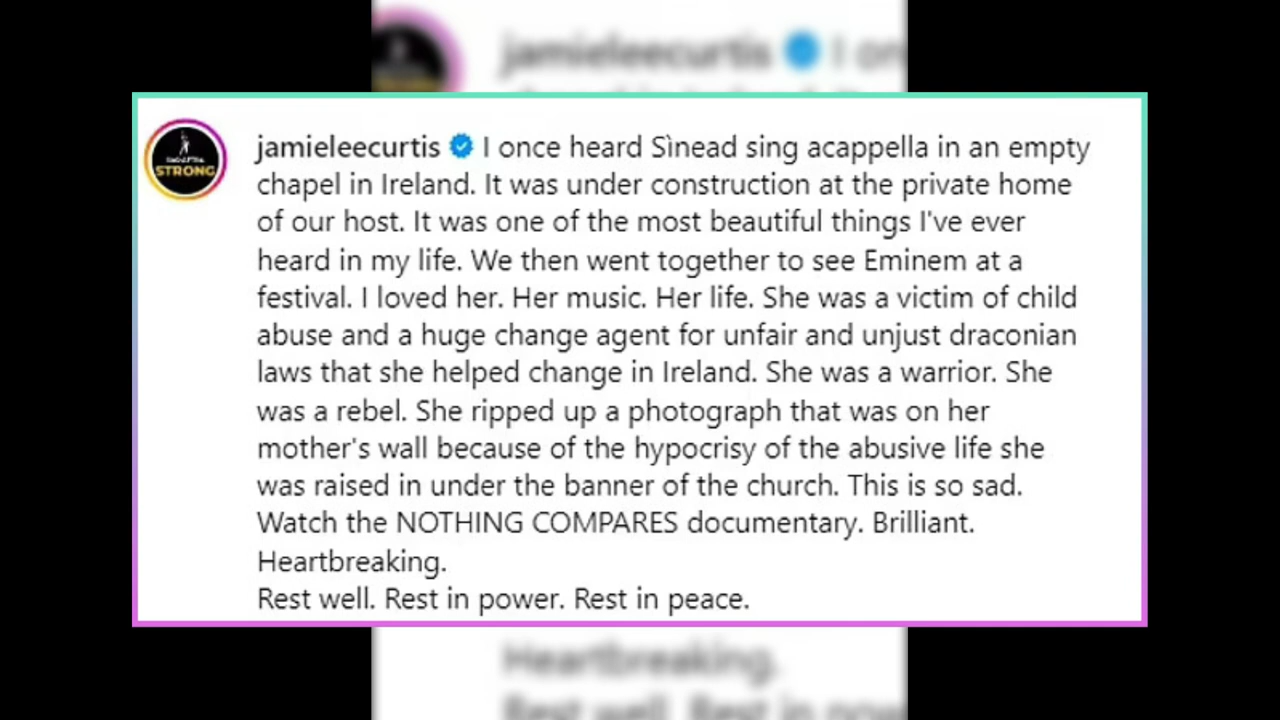 jamieleecurtis I on
STRONG
jamieleecurtis I once heard Sìnead sing acappella in an empty
chapel in Ireland. It was under construction at the private home
of our host. It was one of the most beautiful things I've ever
heard in my life. We then went together to see Eminem at a
festival. I loved her. Her music. Her life. She was a victim of child
abuse and a huge change agent for unfair and unjust draconian
laws that she helped change in Ireland. She was a warrior. She
was a rebel. She ripped up a photograph that was on her
mother's wall because of the hypocrisy of the abusive life she
was raised in under the banner of the church. This is so sad.
Watch the NOTHING COMPARES documentary. Brilliant.
Heartbreaking.
Rest well. Rest in power. Rest in peace.
Heartbreaking.
Rest well. Rest in pow